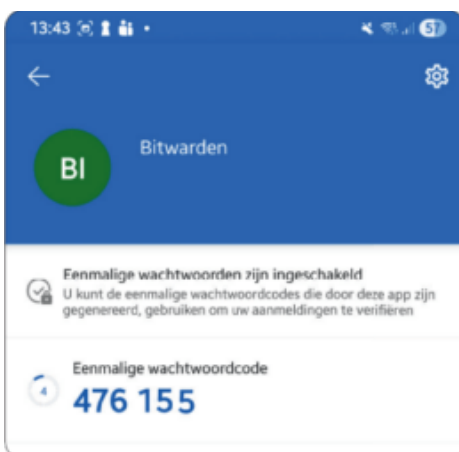 13:43
57
BI
Bitwarden
Eenmalige wachtwoorden zijn ingeschakeld
U kunt de eenmalige wachtwoordcodes die door deze app zijn
gegenereerd, gebruiken om uw aanmeldingen te verifiëren
Eenmalige wachtwoordcode
4
476 155